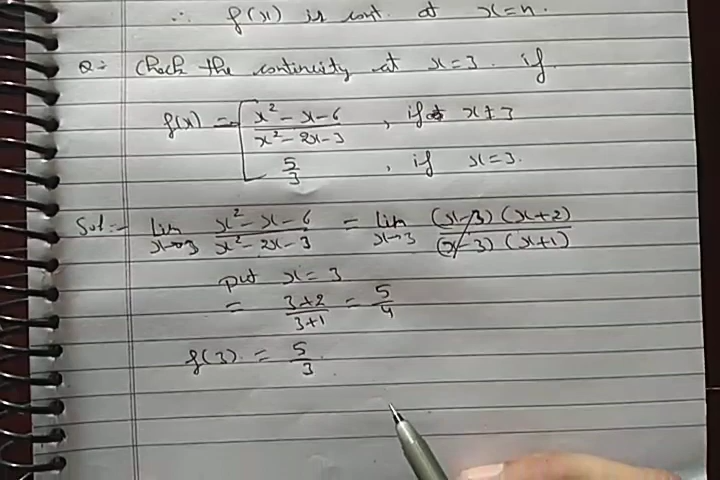 ∴ f(x) is cont. at x=n.
Q:- Check the continuity at x=3. if
f(x) = [ x² - x - 6 / x² - 2x - 3 , if x ≠ 3
5/3 , if x=3.
Sol:- lim x→3 x² - x - 6 / x² - 2x - 3 = lim x→3 (x-3) (x+2) / (x-3) (x+1)
put x = 3
= 3+2 / 3+1 = 5/4
f(3) = 5/3